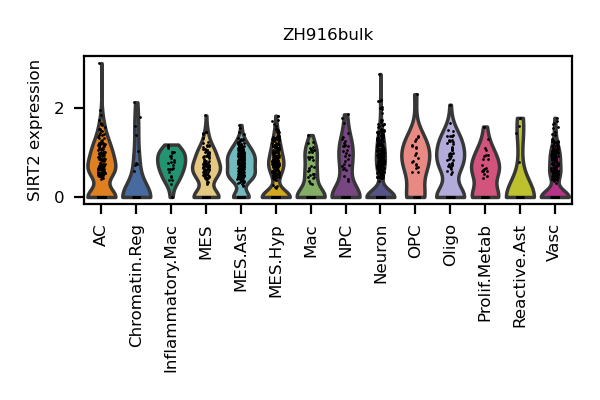 ZH916bulk
SIRT2 expression
2
0
AC
Chromatin.Reg
Inflammatory.Mac
MES
MES.Ast
MES.Hyp
Mac
NPC
Neuron
OPC
Oligo
Prolif.Metab
Reactive.Ast
Vasc